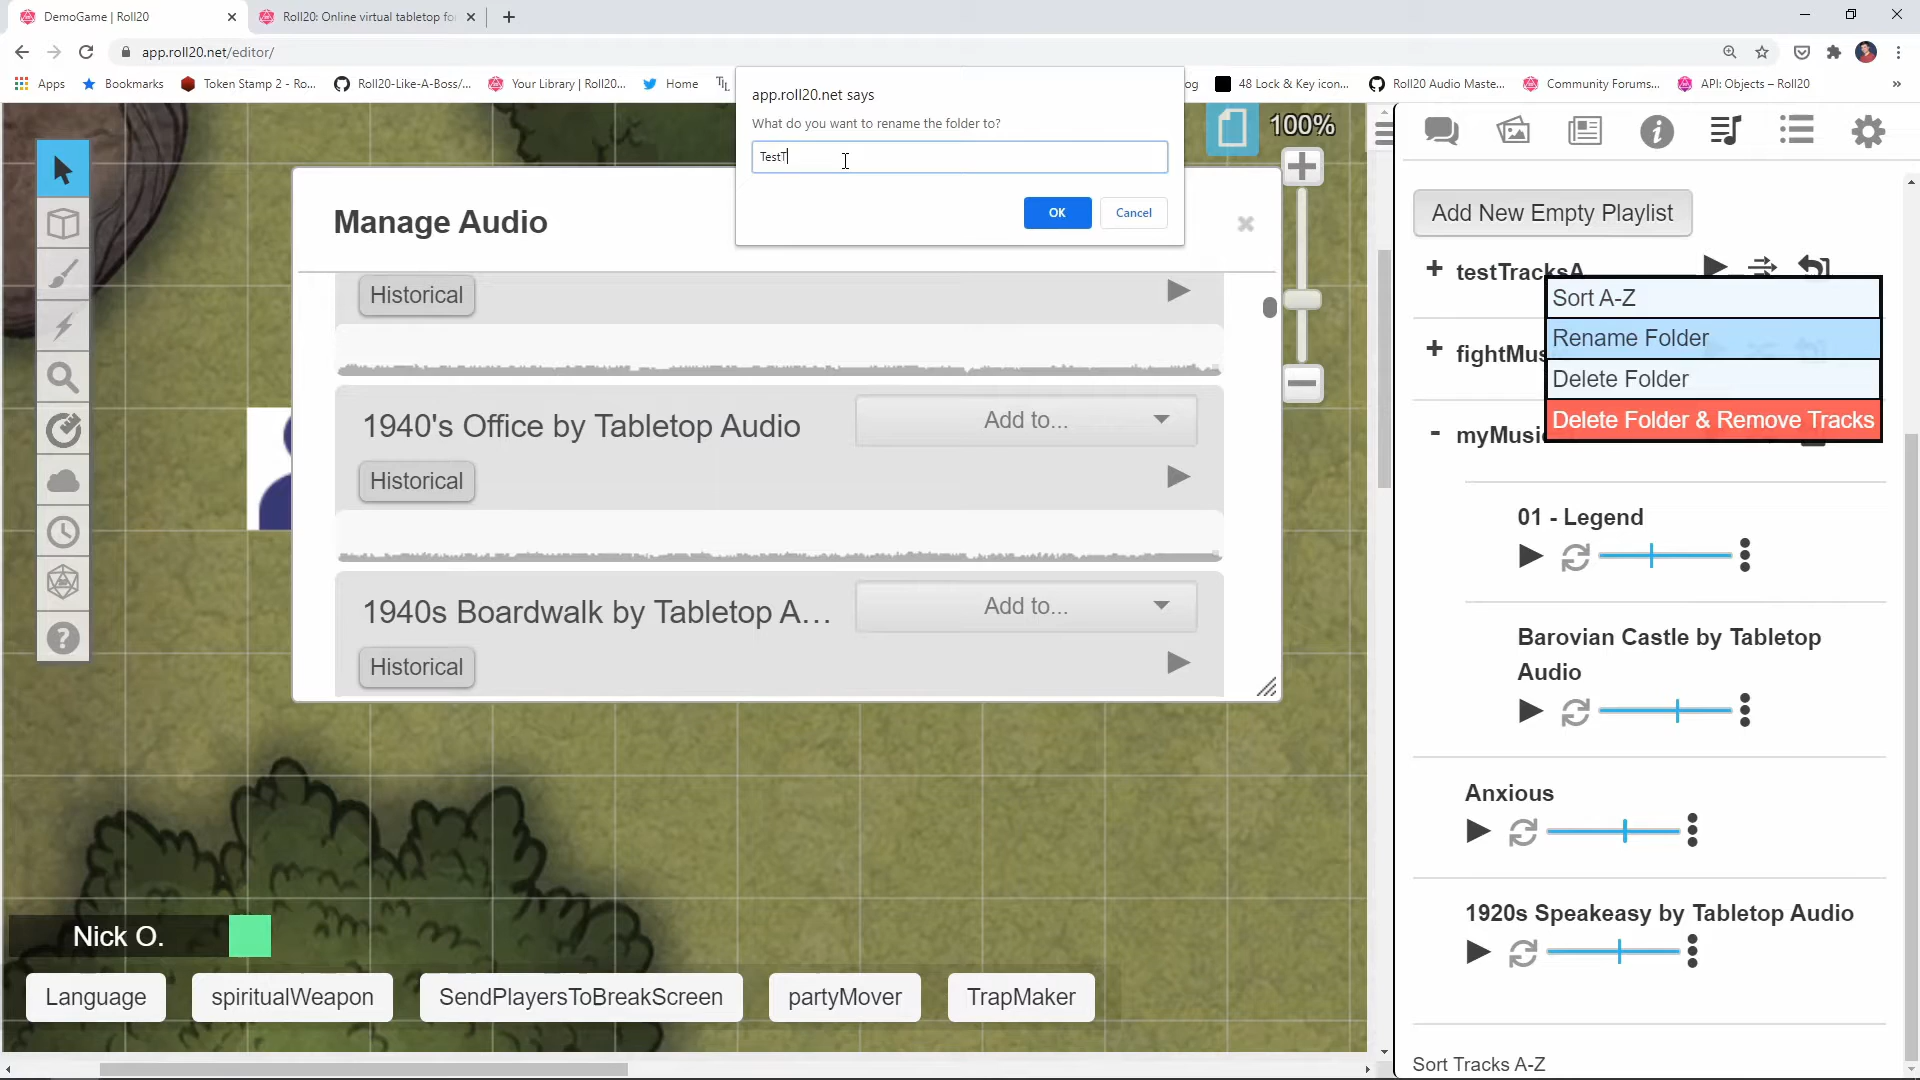 DemoGame | Roll20
Roll20: Online virtual tabletop fo
app.roll20.net/editor/
Apps
Bookmarks
Token Stamp 2 - Ro...
Roll20-Like-A-Boss/...
Your Library | Roll20...
Home
48 Lock & Key icon...
Roll20 Audio Maste...
Community Forums...
API: Objects – Roll20
»
app.roll20.net says
What do you want to rename the folder to?
TestT
OK
Cancel
100%
Manage Audio
Historical
1940's Office by Tabletop Audio
Add to...
Historical
1940s Boardwalk by Tabletop A...
Add to...
Historical
Add New Empty Playlist
+ testTracksA
Sort A-Z
Rename Folder
+ fightMus
Delete Folder
Delete Folder & Remove Tracks
- myMusi
01 - Legend
Barovian Castle by Tabletop
Audio
Anxious
1920s Speakeasy by Tabletop Audio
Sort Tracks A-Z
Nick O.
Language
spiritualWeapon
SendPlayersToBreakScreen
partyMover
TrapMaker